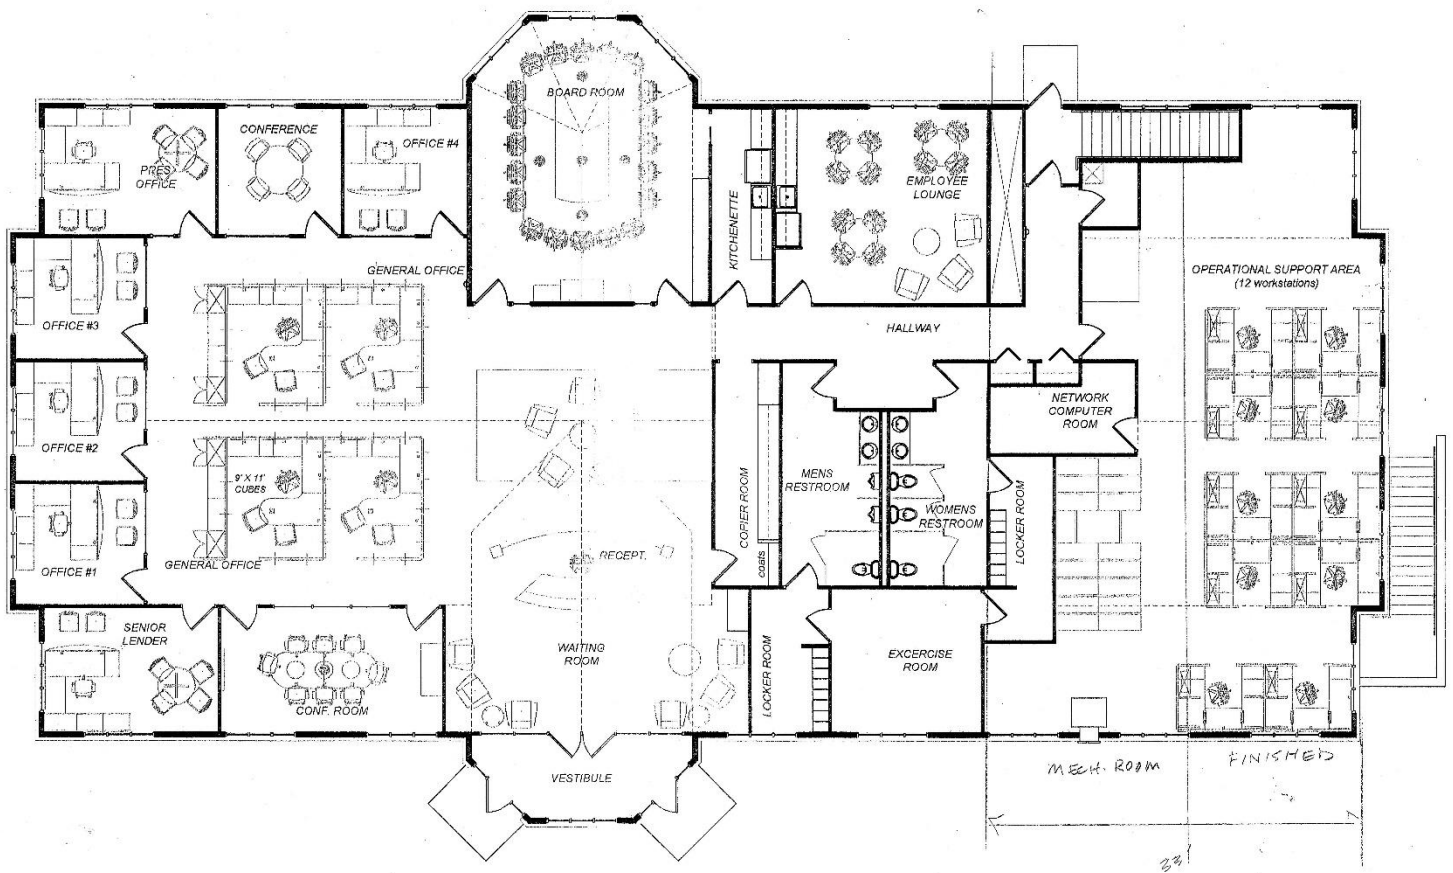 BOARD ROOM
CONFERENCE
OFFICE #4
PRES
OFFICE
EMPLOYEE
LOUNGE
KITCHENETTE
GENERAL OFFICE
OPERATIONAL SUPPORT AREA
(12 workstations)
OFFICE #3
HALLWAY
NETWORK
COMPUTER
ROOM
OFFICE #2
9' X 11'
CUBES
MENS
RESTROOM
COPIER ROOM
WOMENS
RESTROOM
LOCKER ROOM
OFFICE #1
GENERAL OFFICE
RECEPT.
coats
SENIOR
LENDER
WAITING
ROOM
LOCKER ROOM
EXCERCISE
ROOM
CONF. ROOM
VESTIBULE
MECH. ROOM
FINISHED
33'